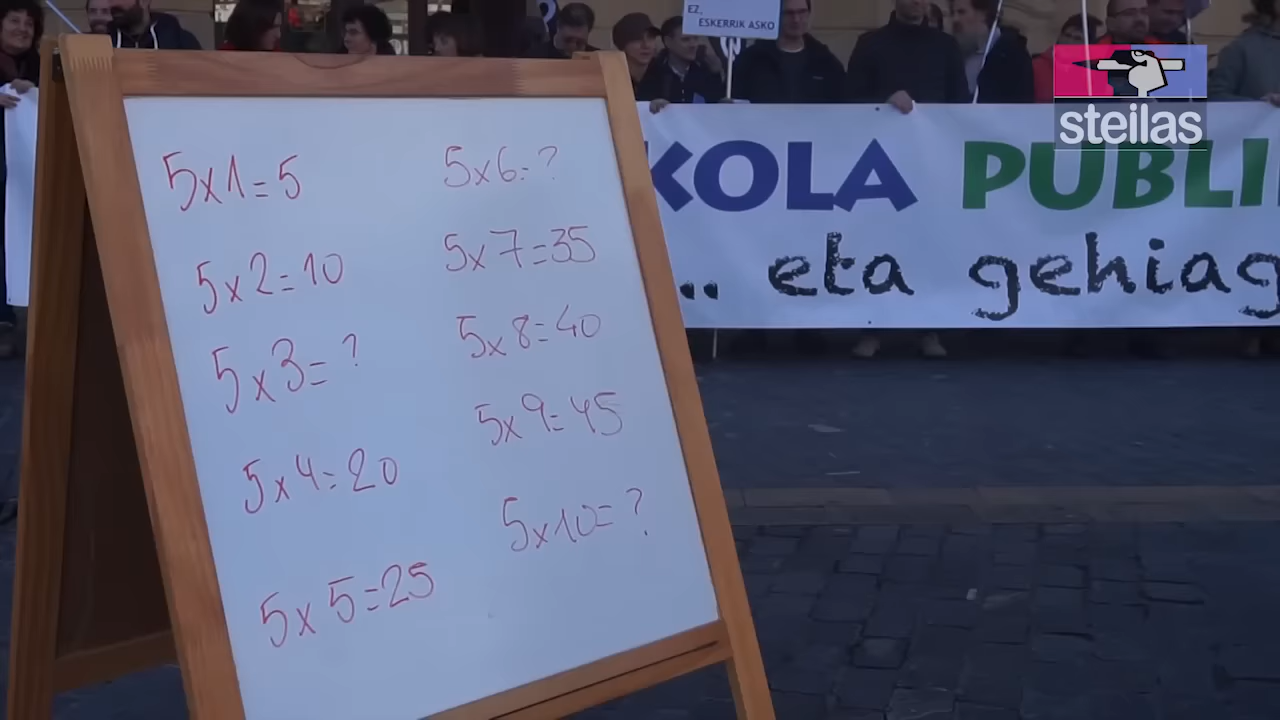 EZ,
ESKERRIK ASKO
steilas
5x1=5
5x2=10
5x3=?
5x4=20
5x5=25
5x6=?
5x7=35
5x8=40
5x9=45
5x10=?
KOLA PUBLI
... eta gehiag